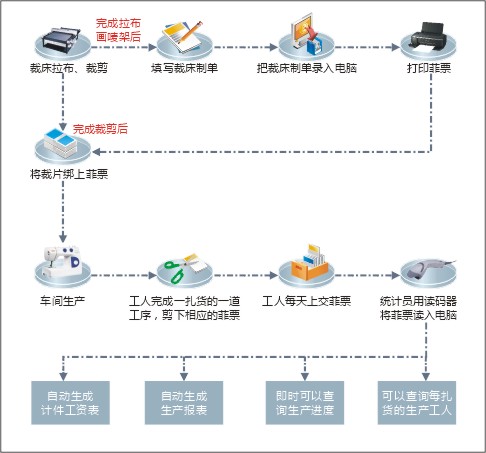 完成拉布
画唛架后
裁床拉布、裁剪
填写裁床制单
把裁床制单录入电脑
打印菲票
完成裁剪后
将裁片绑上菲票
车间生产
工人完成一扎货的一道
工序，剪下相应的菲票
工人每天上交菲票
统计员用读码器
将菲票读入电脑
自动生成
计件工资表
自动生成
生产报表
即时可以查
询生产进度
可以查询每扎
货的生产工人